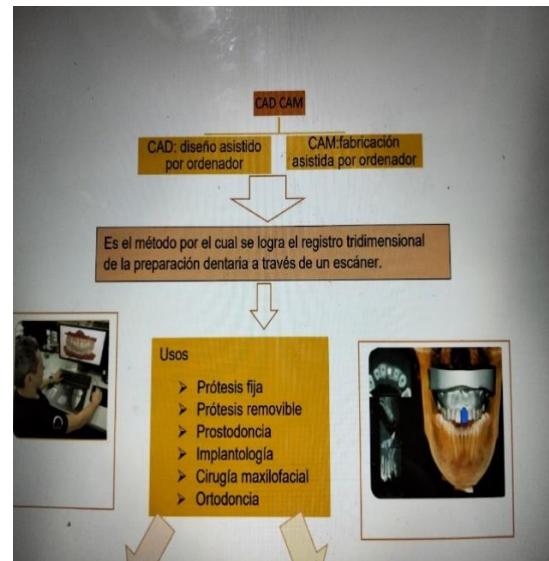 CAD CAM
CAD: diseño asistido
por ordenador
CAM:fabricación
asistida por ordenador
Es el método por el cual se logra el registro tridimensional
de la preparación dentaria a través de un escáner.
Usos
➤ Prótesis fija
➤ Prótesis removible
➤ Prostodoncia
➤ Implantología
➤ Cirugía maxilofacial
➤ Ortodoncia